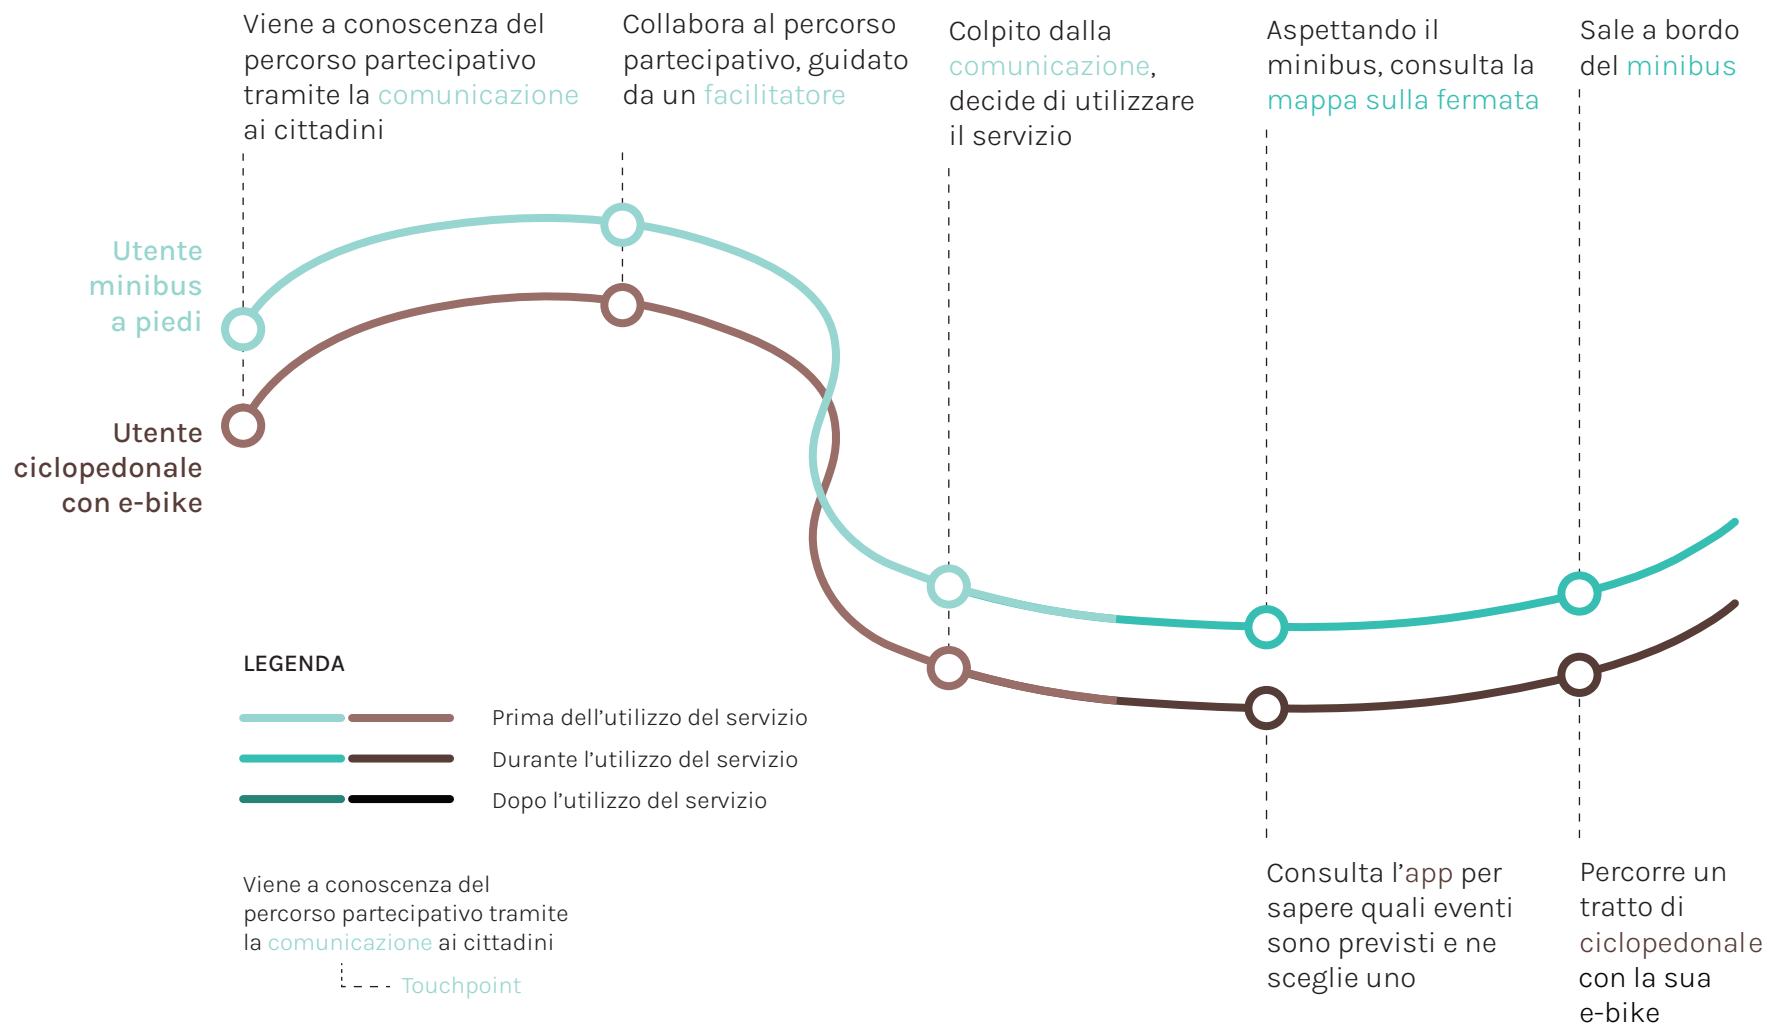 Viene a conoscenza del
percorso partecipativo
tramite la comunicazione
ai cittadini
Collabora al percorso
partecipativo, guidato
da un facilitatore
Colpito dalla
comunicazione,
decide di utilizzare
il servizio
Aspettando il
minibus, consulta la
mappa sulla fermata
Sale a bordo
del minibus
Utente
minibus
a piedi
Utente
ciclopedonale
con e-bike
LEGENDA
Prima dell’utilizzo del servizio
Durante l’utilizzo del servizio
Dopo l’utilizzo del servizio
Viene a conoscenza del
percorso partecipativo tramite
la comunicazione ai cittadini
Touchpoint
Consulta l’app per
sapere quali eventi
sono previsti e ne
sceglie uno
Percorre un
tratto di
ciclopedonale
con la sua
e-bike